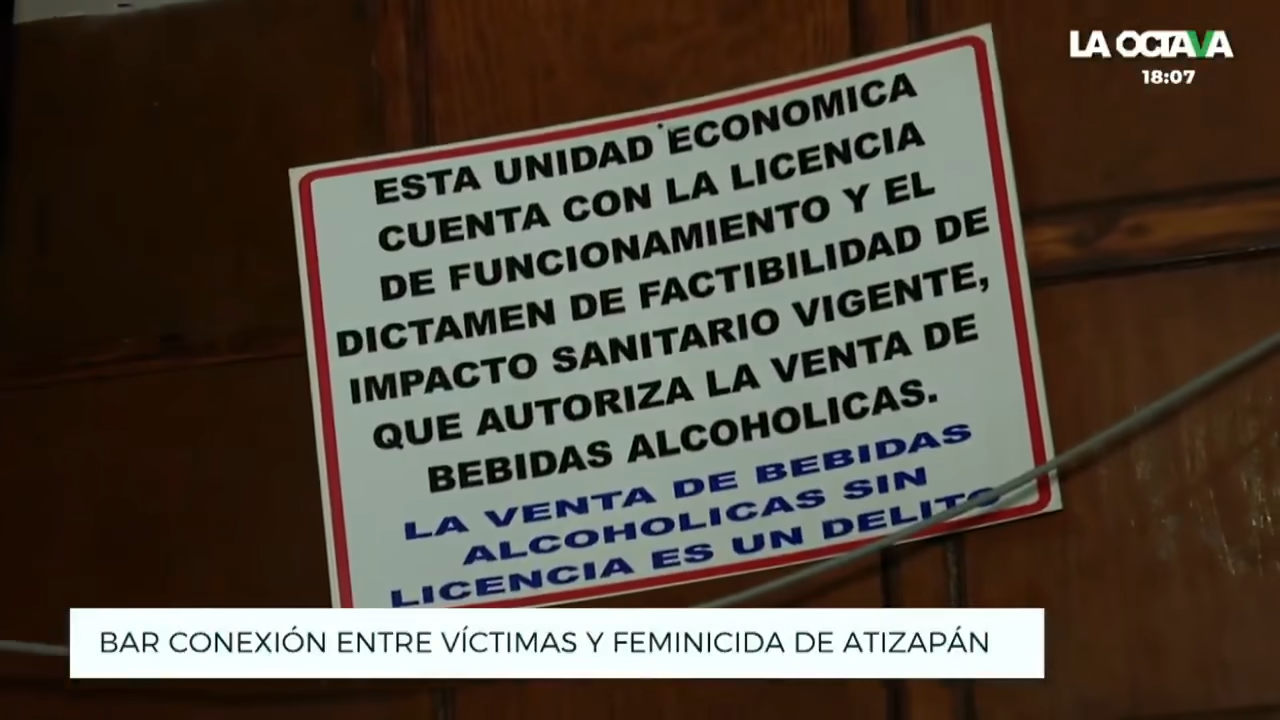 LA OCTAVA
18:07
ESTA UNIDAD ECONOMICA
CUENTA CON LA LICENCIA
DE FUNCIONAMIENTO Y EL
DICTAMEN DE FACTIBILIDAD DE
IMPACTO SANITARIO VIGENTE,
QUE AUTORIZA LA VENTA DE
BEBIDAS ALCOHOLICAS.
LA VENTA DE BEBIDAS
ALCOHOLICAS SIN
LICENCIA ES UN DELITO
BAR CONEXIÓN ENTRE VÍCTIMAS Y FEMINICIDA DE ATIZAPÁN